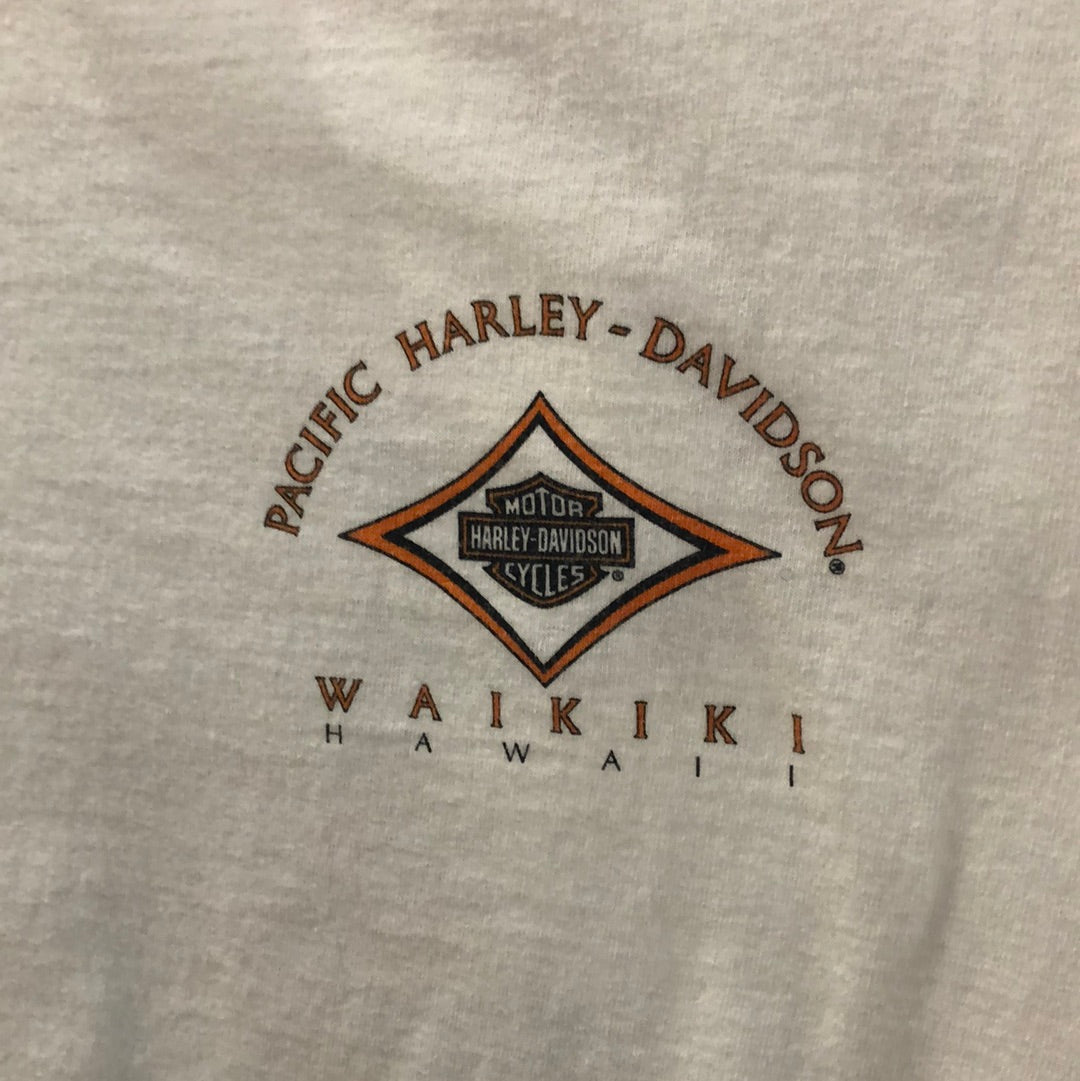 PACIFIC HARLEY-DAVIDSON
MOTOR
HARLEY-DAVIDSON
CYCLES ®
WAIKIKI
HAWAII